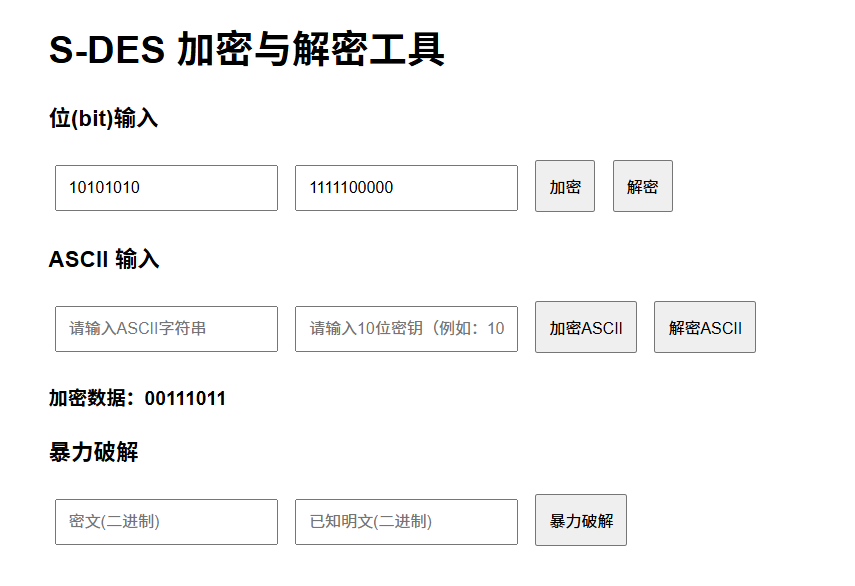 S-DES 加密与解密工具
位(bit)输入
10101010 1111100000 加密 解密
ASCII 输入
请输入ASCII字符串 请输入10位密钥（例如：10 加密ASCII 解密ASCII
加密数据：00111011
暴力破解
密文(二进制) 已知明文(二进制) 暴力破解